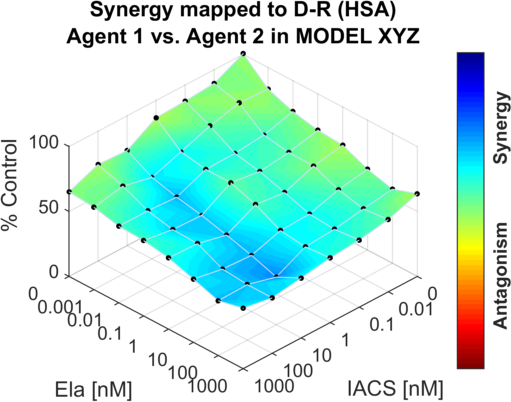 Synergy mapped to D-R (HSA)
Agent 1 vs. Agent 2 in MODEL XYZ
% Control
100
50
0
0
0.001
0.01
0.1
1
10
100
1000
Ela [nM]
0
0.01
0.1
1
10
100
1000
IACS [nM]
Synergy
Antagonism